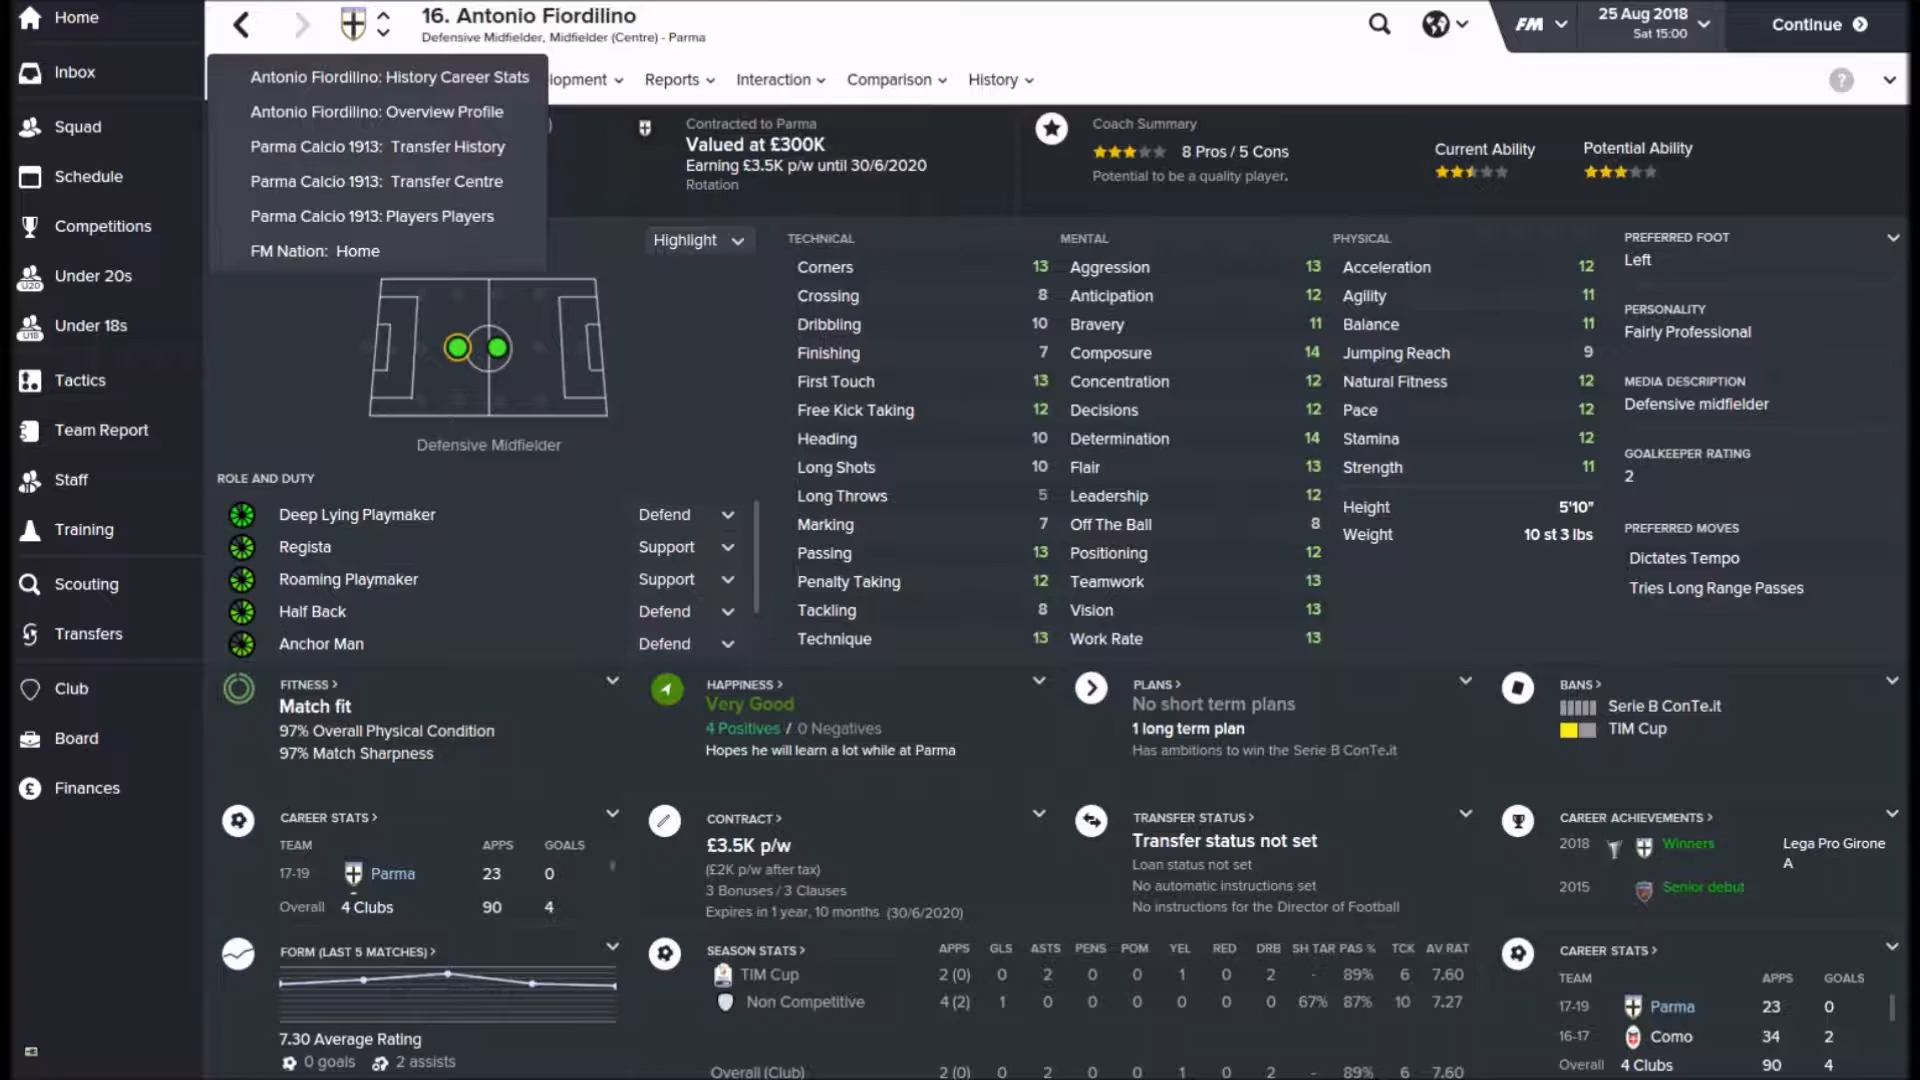 Home
16. Antonio Fiordilino
Defensive Midfielder, Midfielder (Centre) - Parma
FM
25 Aug 2018
Sat 15:00
Continue
Inbox
Squad
Schedule
Competitions
Under 20s
Under 18s
Tactics
Team Report
Staff
Training
Scouting
Transfers
Club
Board
Finances
Antonio Fiordilino: History Career Stats
Antonio Fiordilino: Overview Profile
Parma Calcio 1913: Transfer History
Parma Calcio 1913: Transfer Centre
Parma Calcio 1913: Players Players
FM Nation: Home
lopment
Reports
Interaction
Comparison
History
?
)
Contracted to Parma
Valued at £300K
Earning £3.5K p/w until 30/6/2020
Rotation
Coach Summary
8 Pros / 5 Cons
Potential to be a quality player.
Current Ability
Potential Ability
Highlight
Defensive Midfielder
ROLE AND DUTY
Deep Lying Playmaker Defend
Regista Support
Roaming Playmaker Support
Half Back Defend
Anchor Man Defend
TECHNICAL
Corners 13
Crossing 8
Dribbling 10
Finishing 7
First Touch 13
Free Kick Taking 12
Heading 10
Long Shots 10
Long Throws 5
Marking 7
Passing 13
Penalty Taking 12
Tackling 8
Technique 13
MENTAL
Aggression 13
Anticipation 12
Bravery 11
Composure 14
Concentration 12
Decisions 12
Determination 14
Flair 13
Leadership 12
Off The Ball 8
Positioning 12
Teamwork 13
Vision 13
Work Rate 13
PHYSICAL
Acceleration 12
Agility 11
Balance 11
Jumping Reach 9
Natural Fitness 12
Pace 12
Stamina 12
Strength 11
Height 5'10"
Weight 10 st 3 lbs
PREFERRED FOOT
Left
PERSONALITY
Fairly Professional
MEDIA DESCRIPTION
Defensive midfielder
GOALKEEPER RATING
2
PREFERRED MOVES
Dictates Tempo
Tries Long Range Passes
FITNESS >
Match fit
97% Overall Physical Condition
97% Match Sharpness
HAPPINESS >
Very Good
4 Positives / 0 Negatives
Hopes he will learn a lot while at Parma
PLANS >
No short term plans
1 long term plan
Has ambitions to win the Serie B ConTe.it
BANS >
Serie B ConTe.it
TIM Cup
CAREER STATS >
TEAM APPS GOALS
17-19 Parma 23 0
Overall 4 Clubs 90 4
CONTRACT >
£3.5K p/w
(£2K p/w after tax)
3 Bonuses / 3 Clauses
Expires in 1 year, 10 months (30/6/2020)
TRANSFER STATUS >
Transfer status not set
Loan status not set
No automatic instructions set
No instructions for the Director of Football
CAREER ACHIEVEMENTS >
2018 Winners Lega Pro Girone
A
2015 Senior debut
FORM (LAST 5 MATCHES) >
7.30 Average Rating
0 goals 2 assists
SEASON STATS > APPS GLS ASTS PENS POM YEL RED DRB SH TAR PAS % TCK AV RAT
TIM Cup 2 (0) 0 2 0 0 1 0 2 - 89% 6 7.60
Non Competitive 4 (2) 1 0 0 0 0 0 0 67% 87% 10 7.27
Overall (Club) 2 (0) 0 2 0 0 1 0 2 - 89% 6 7.60
CAREER STATS >
TEAM APPS GOALS
17-19 Parma 23 0
16-17 Como 34 2
Overall 4 Clubs 90 4